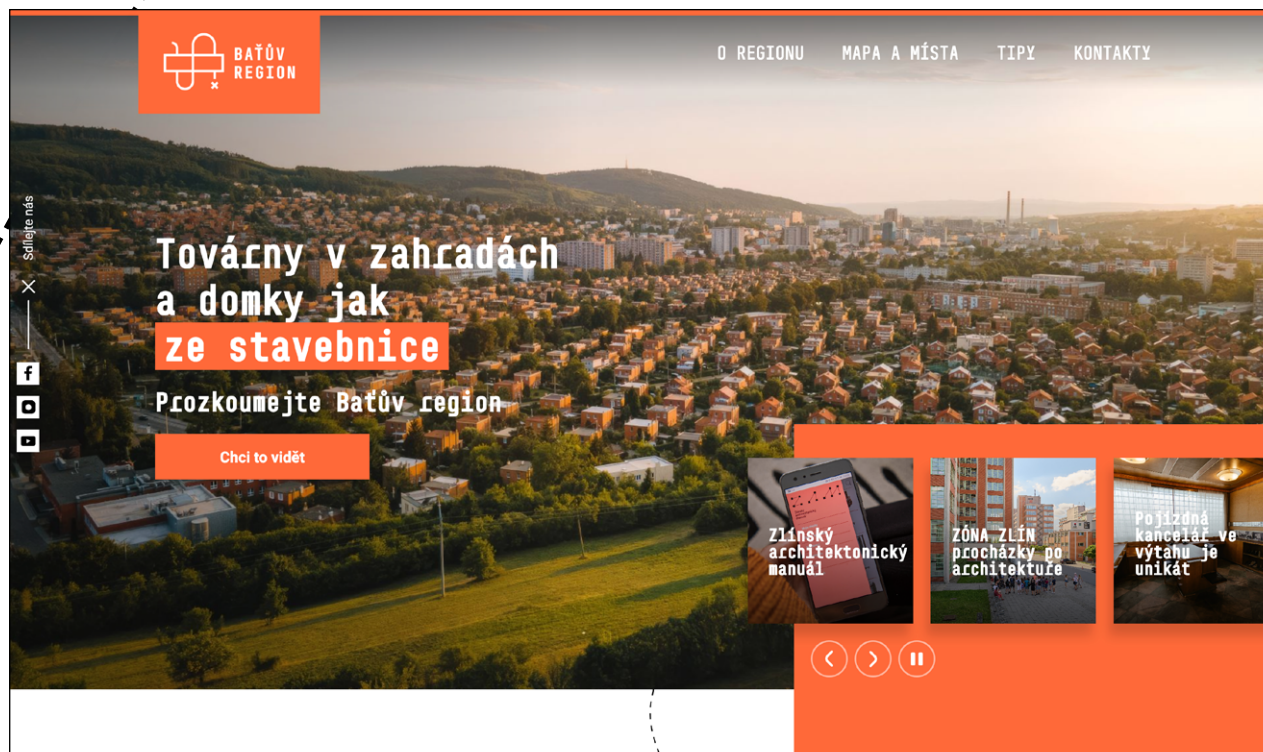 BAŤŮV
REGION
O REGIONU
MAPA A MÍSTA
TIPY
KONTAKTY
Sdílejte nás
Továrny v zahradách
a domky jak
ze stavebnice
Prozkoumejte Baťův region
Chci to vidět
Zlínský
architektonický
manuál
ZÓNA ZLÍN
procházky po
architektuře
Pojízdná
kancelář ve
výtahu je
unikát